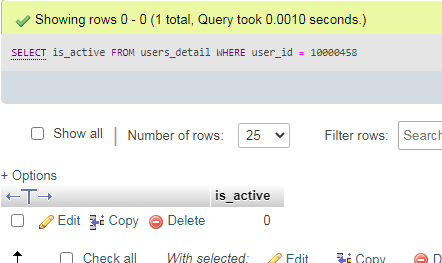 Showing rows 0 - 0 (1 total, Query took 0.0010 seconds.)
SELECT is_active FROM users_detail WHERE user_id = 10000458
Show all | Number of rows: 25 Filter rows: Search
+ Options
←T→ is_active
Edit Copy Delete 0
Check all With selected: Edit Copy D